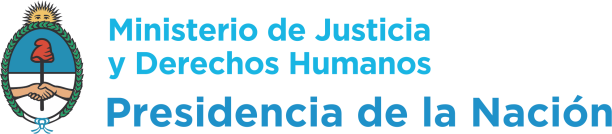 Ministerio de Justicia
y Derechos Humanos
Presidencia de la Nación